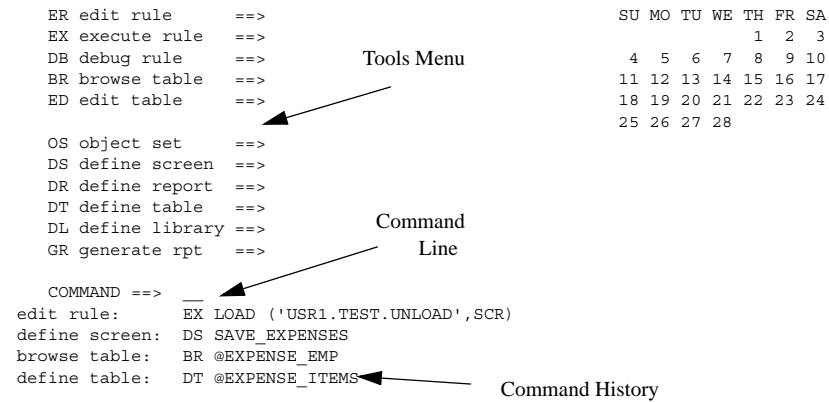 ER edit rule ==> SU MO TU WE TH FR SA
EX execute rule ==> 1 2 3
DB debug rule ==> Tools Menu 4 5 6 7 8 9 10
BR browse table ==> 11 12 13 14 15 16 17
ED edit table ==> 18 19 20 21 22 23 24
25 26 27 28
OS object set ==>
DS define screen ==>
DR define report ==>
DT define table ==>
DL define library ==>
GR generate rpt ==>
Command
Line
COMMAND ==> __
edit rule: EX LOAD ('USR1.TEST.UNLOAD',SCR)
define screen: DS SAVE_EXPENSES
browse table: BR @EXPENSE_EMP
define table: DT @EXPENSE_ITEMS
Command History